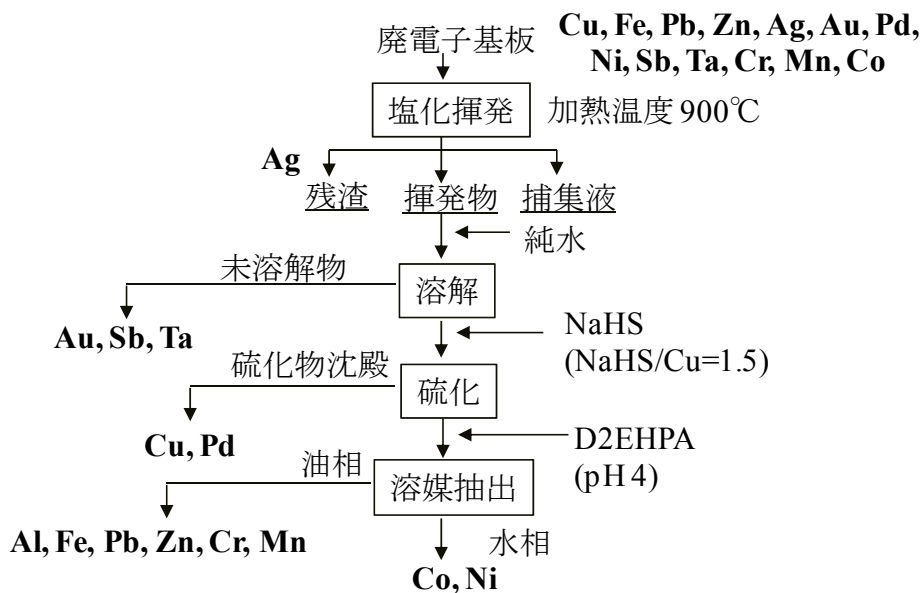 廃電子基板
Cu, Fe, Pb, Zn, Ag, Au, Pd,
Ni, Sb, Ta, Cr, Mn, Co
塩化揮発
加熱温度 900℃
Ag
残渣
揮発物
捕集液
純水
未溶解物
溶解
Au, Sb, Ta
NaHS
(NaHS/Cu=1.5)
硫化物沈殿
硫化
Cu, Pd
D2EHPA
(pH 4)
油相
溶媒抽出
Al, Fe, Pb, Zn, Cr, Mn
水相
Co, Ni